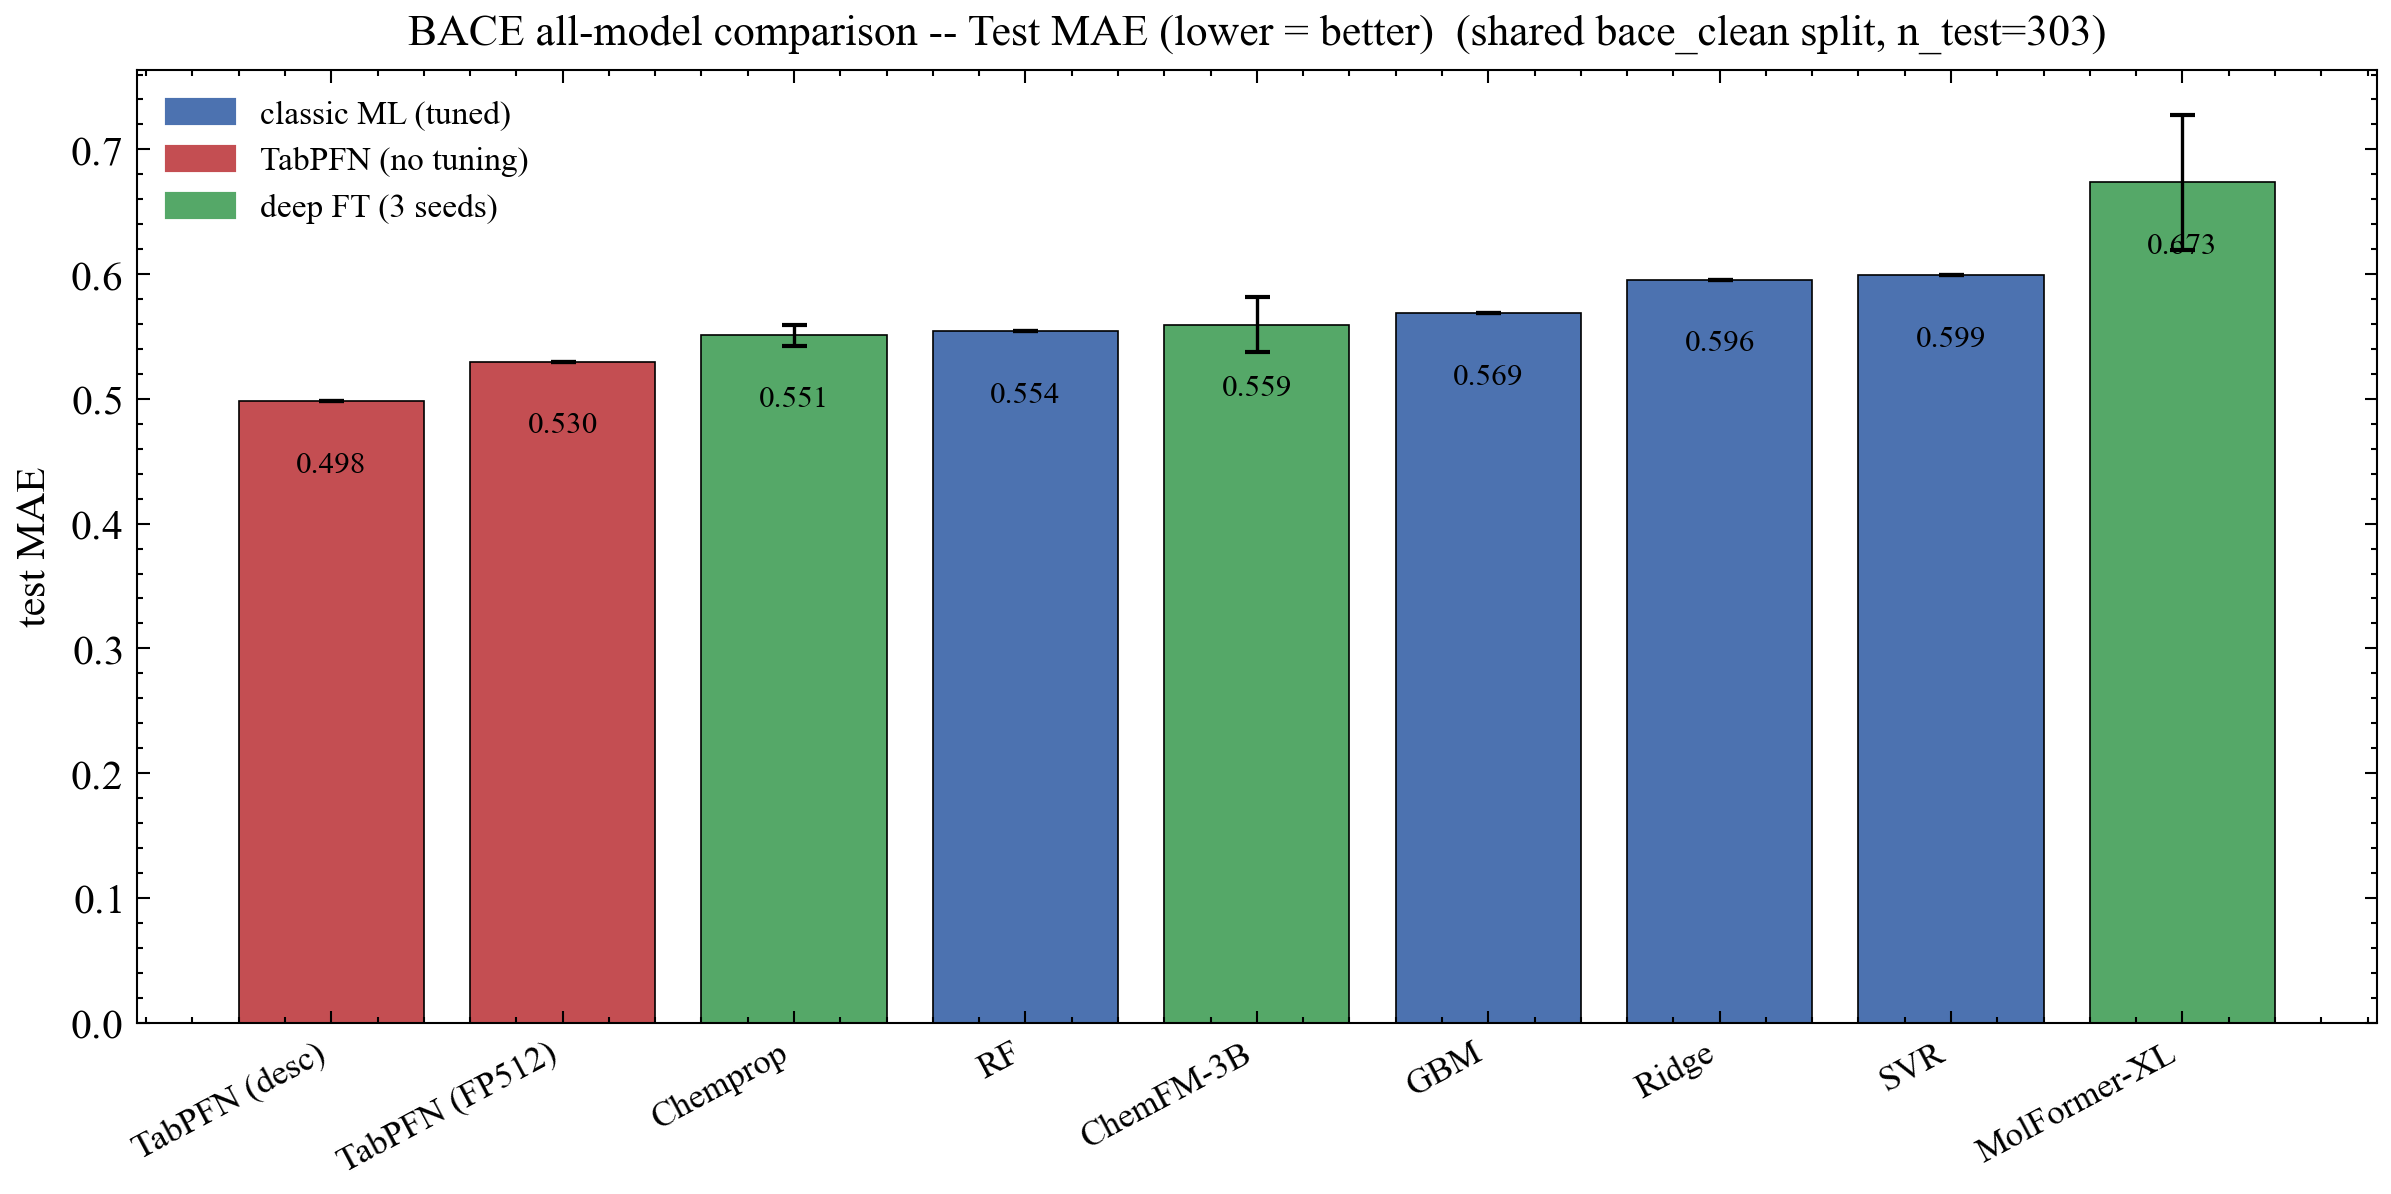 BACE all-model comparison -- Test MAE (lower = better)  (shared bace_clean split, n_test=303)
classic ML (tuned)
TabPFN (no tuning)
deep FT (3 seeds)
test MAE
0.7
0.6
0.5
0.4
0.3
0.2
0.1
0.0
0.498
0.530
0.551
0.554
0.559
0.569
0.596
0.599
0.673
TabPFN (desc)
TabPFN (FP512)
Chemprop
RF
ChemFM-3B
GBM
Ridge
SVR
MolFormer-XL